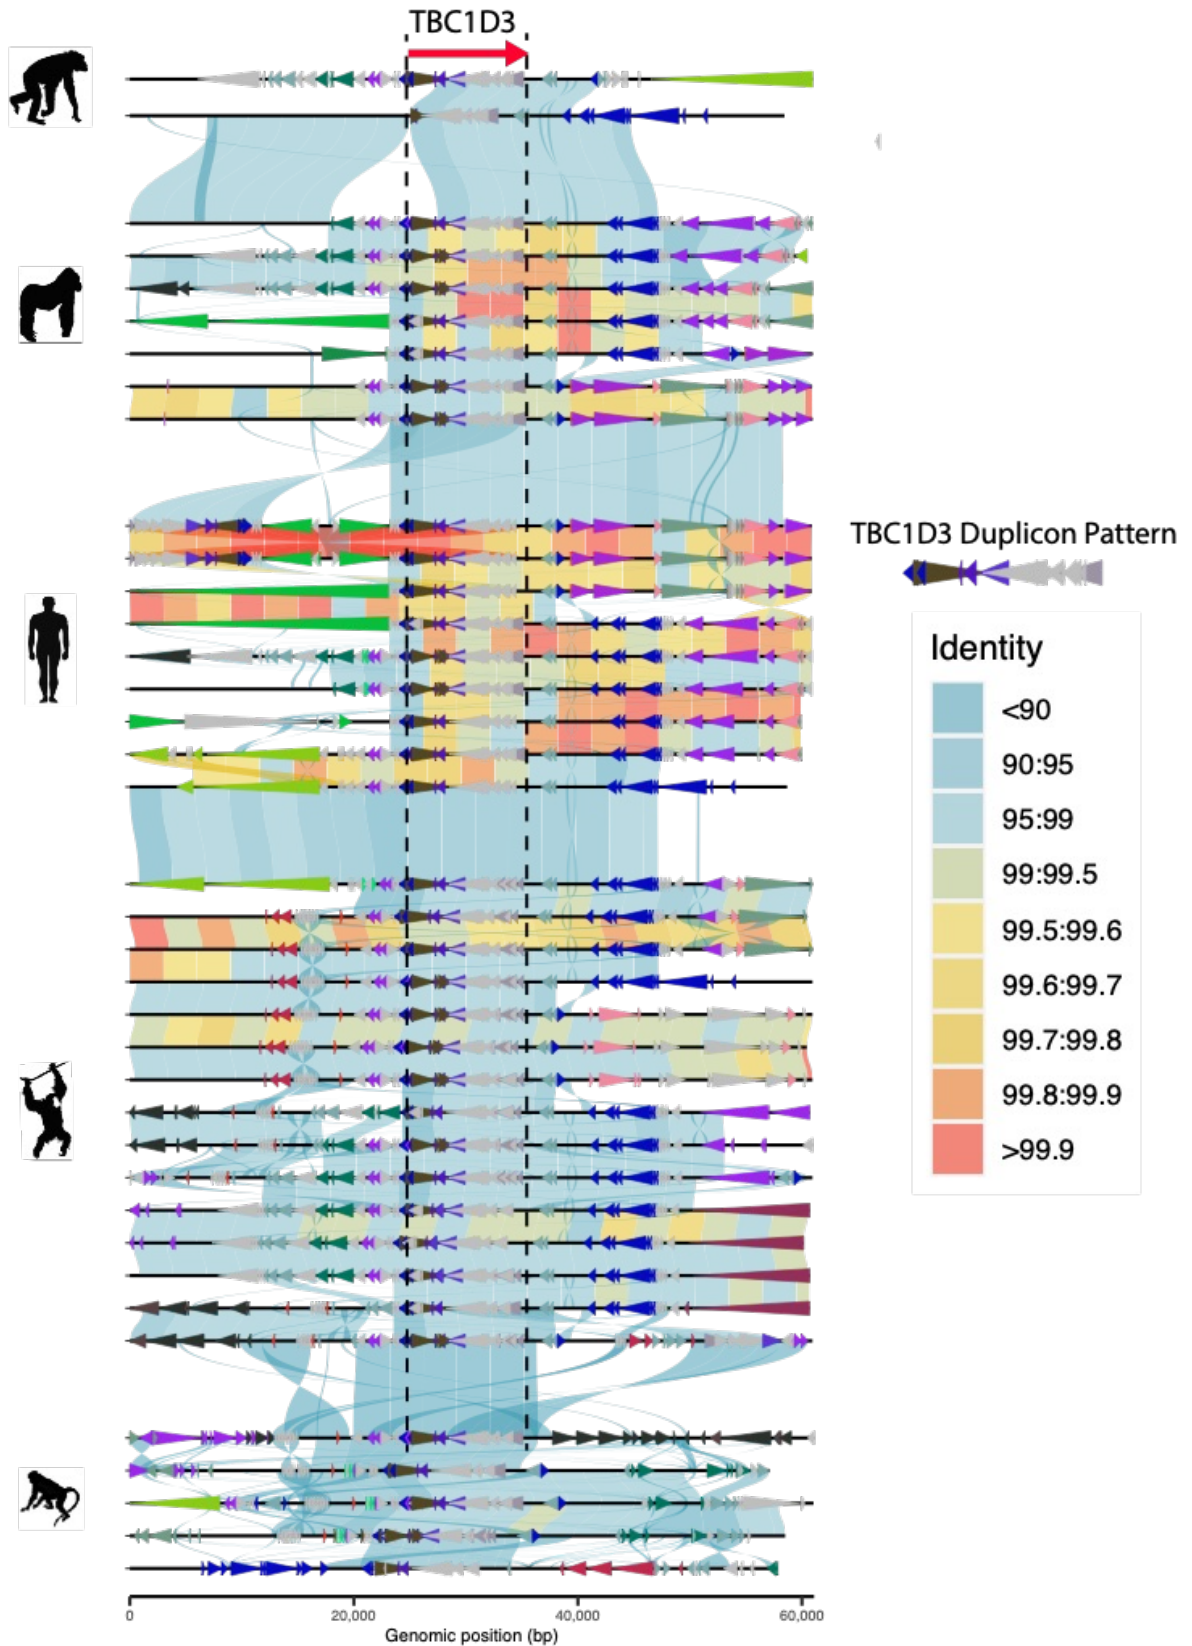 TBC1D3
TBC1D3 Duplicon Pattern
Identity
<90
90:95
95:99
99:99.5
99.5:99.6
99.6:99.7
99.7:99.8
99.8:99.9
>99.9
0 20,000 40,000 60,000
Genomic position (bp)